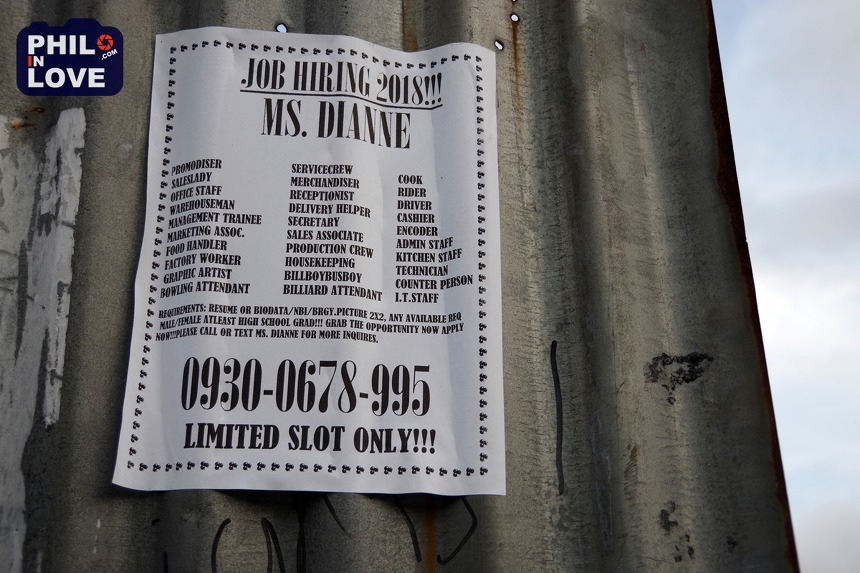 PHIL
IN .COM
LOVE
JOB HIRING 2018!!!
MS. DIANNE
PROMODISER
SALESLADY
OFFICE STAFF
WAREHOUSEMAN
MANAGEMENT TRAINEE
MARKETING ASSOC.
FOOD HANDLER
FACTORY WORKER
GRAPHIC ARTIST
BOWLING ATTENDANT
SERVICECREW
MERCHANDISER
RECEPTIONIST
DELIVERY HELPER
SECRETARY
SALES ASSOCIATE
PRODUCTION CREW
HOUSEKEEPING
BILLBOYBUSBOY
BILLIARD ATTENDANT
COOK
RIDER
DRIVER
CASHIER
ENCODER
ADMIN STAFF
KITCHEN STAFF
TECHNICIAN
COUNTER PERSON
I.T.STAFF
REQUIREMENTS: RESUME OR BIODATA/NBI/BRGY.PICTURE 2X2, ANY AVAILABLE REQ
MALE/FEMALE ATLEAST HIGH SCHOOL GRAD!!! GRAB THE OPPORTUNITY NOW APPLY
NOW!!!PLEASE CALL OR TEXT MS. DIANNE FOR MORE INQUIRES.
0930-0678-995
LIMITED SLOT ONLY!!!